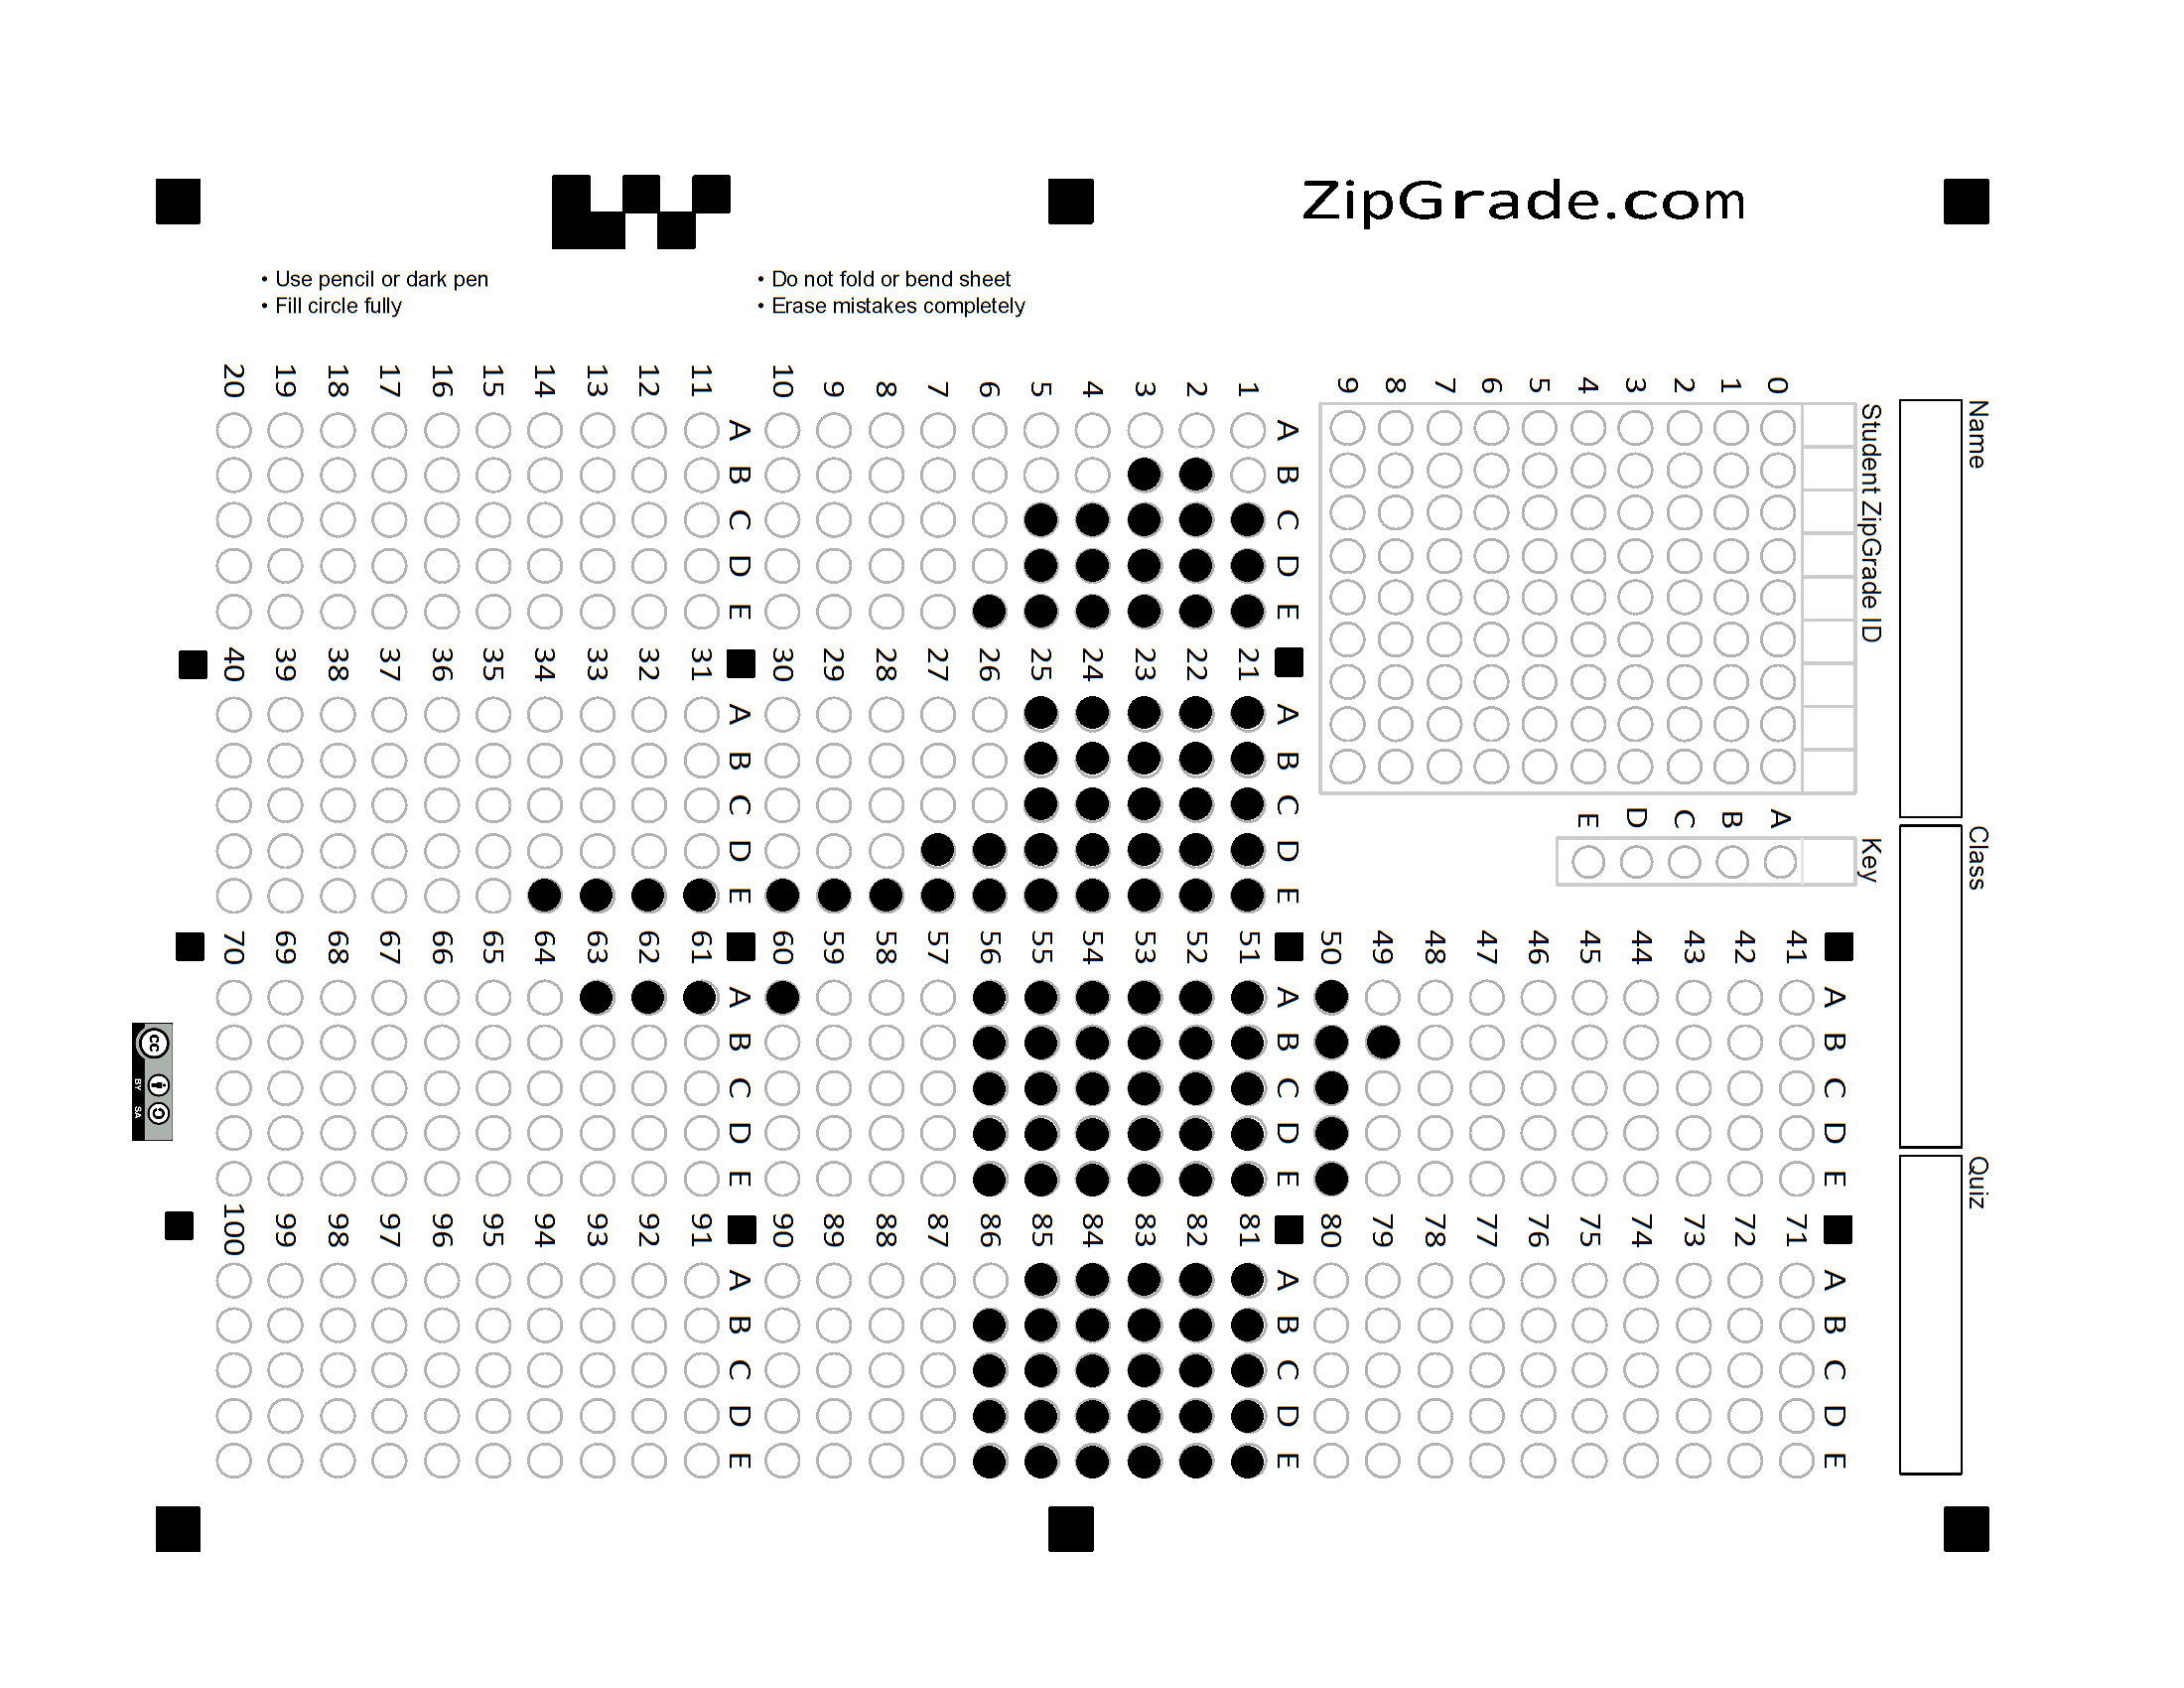 ZipGrade.com
• Use pencil or dark pen
• Fill circle fully
• Do not fold or bend sheet
• Erase mistakes completely
Name
Class
Quiz
Student ZipGrade ID
0 1 2 3 4 5 6 7 8 9
Key
A B C D E
A B C D E
1 2 3 4 5 6 7 8 9 10
A B C D E
11 12 13 14 15 16 17 18 19 20
A B C D E
21 22 23 24 25 26 27 28 29 30
A B C D E
31 32 33 34 35 36 37 38 39 40
A B C D E
41 42 43 44 45 46 47 48 49 50
A B C D E
51 52 53 54 55 56 57 58 59 60
A B C D E
61 62 63 64 65 66 67 68 69 70
A B C D E
71 72 73 74 75 76 77 78 79 80
A B C D E
81 82 83 84 85 86 87 88 89 90
A B C D E
91 92 93 94 95 96 97 98 99 100
A B C D E
cc
BY SA